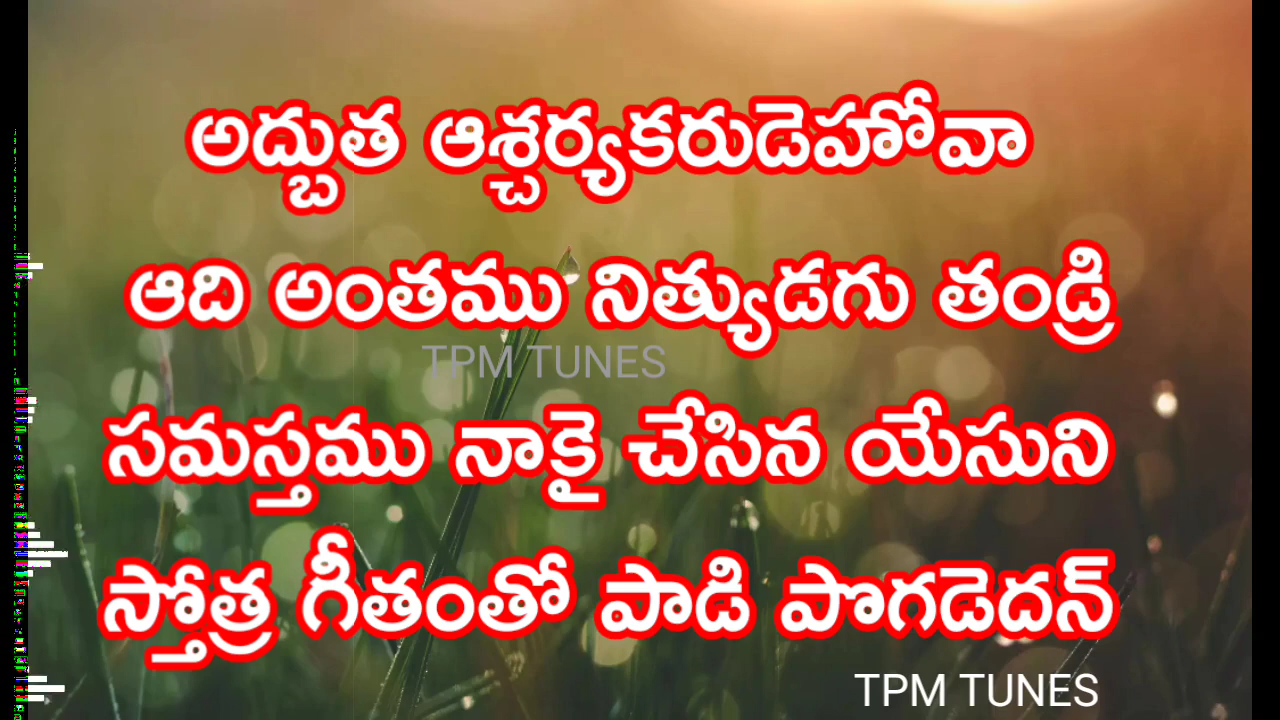 అద్బుత ఆశ్చర్యకరుడెహోవా
ఆది అంతము నిత్యుడగు తండ్రి
TPM TUNES
సమస్తము నాకై చేసిన యేసుని
స్తోత్ర గీతంతో పాడి పొగడెదన్
TPM TUNES